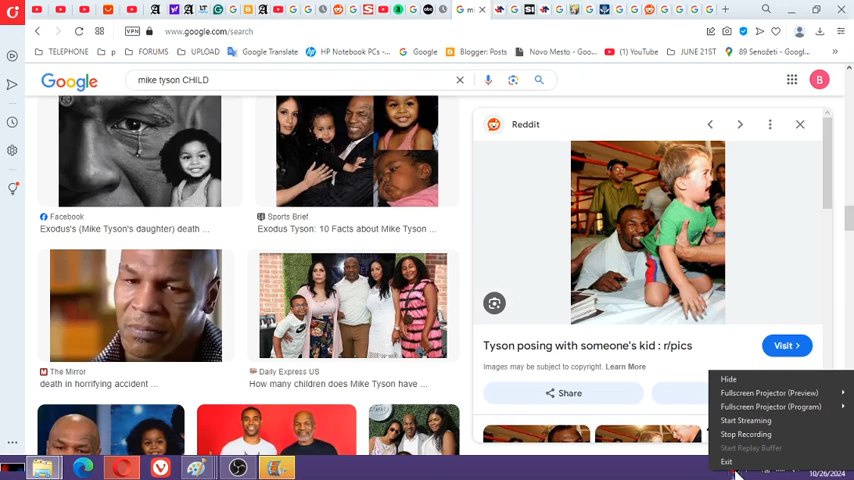 m
VPN
www.google.com/search
TELEPHONE
p
FORUMS
UPLOAD
Google Translate
HP Notebook PCs -...
Google
Blogger: Posts
Novo Mesto - Googl...
(1) YouTube
JUNE 21ST
89 Senožeti - Googl...
Google
mike tyson CHILD
B
Facebook
Exodus's (Mike Tyson's daughter) death ...
Sports Brief
Exodus Tyson: 10 Facts about Mike Tyson ...
The Mirror
death in horrifying accident ...
Daily Express US
How many children does Mike Tyson have ...
Reddit
Tyson posing with someone's kid : r/pics
Visit >
Images may be subject to copyright. Learn More
Share
Hide
Fullscreen Projector (Preview)
Fullscreen Projector (Program)
Start Streaming
Stop Recording
Start Replay Buffer
Exit
10/26/2024